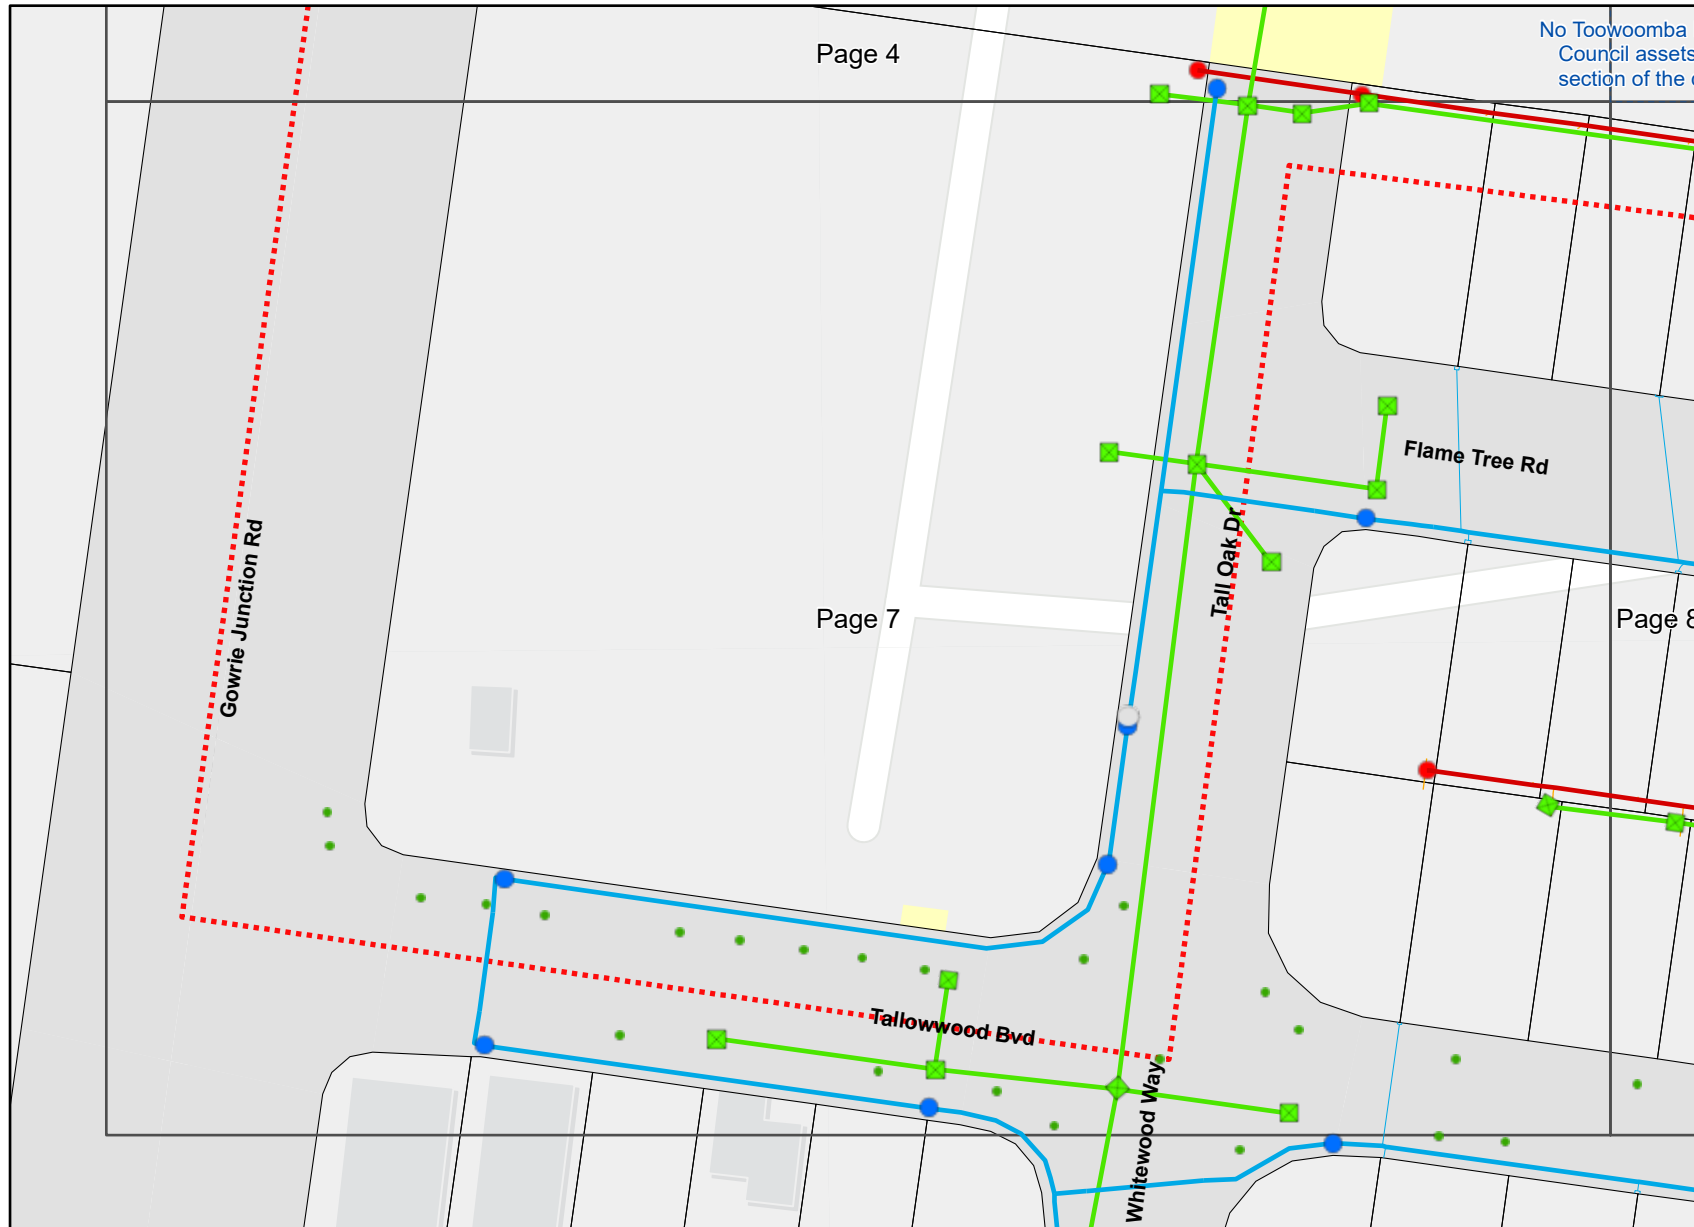 Page 4
No Toowoomba
Council assets
section of the
Flame Tree Rd
Gowrie Junction Rd
Tall Oak Dr
Page 7
Page 8
Tallowwood Bvd
Whitewood Way